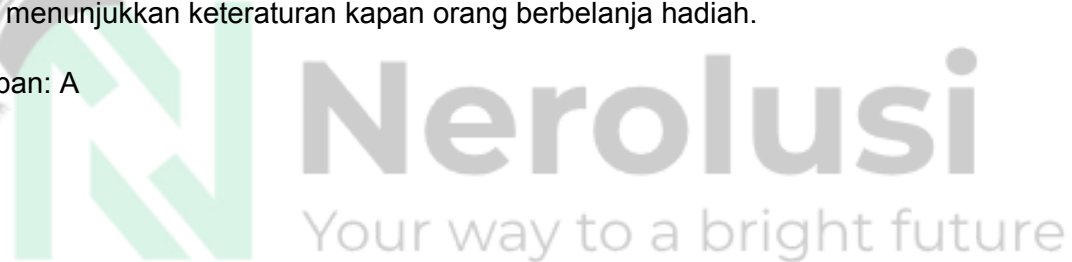 menunjukkan keteraturan kapan orang berbelanja hadiah.
ban: A
Nerolusi
Your way to a bright future